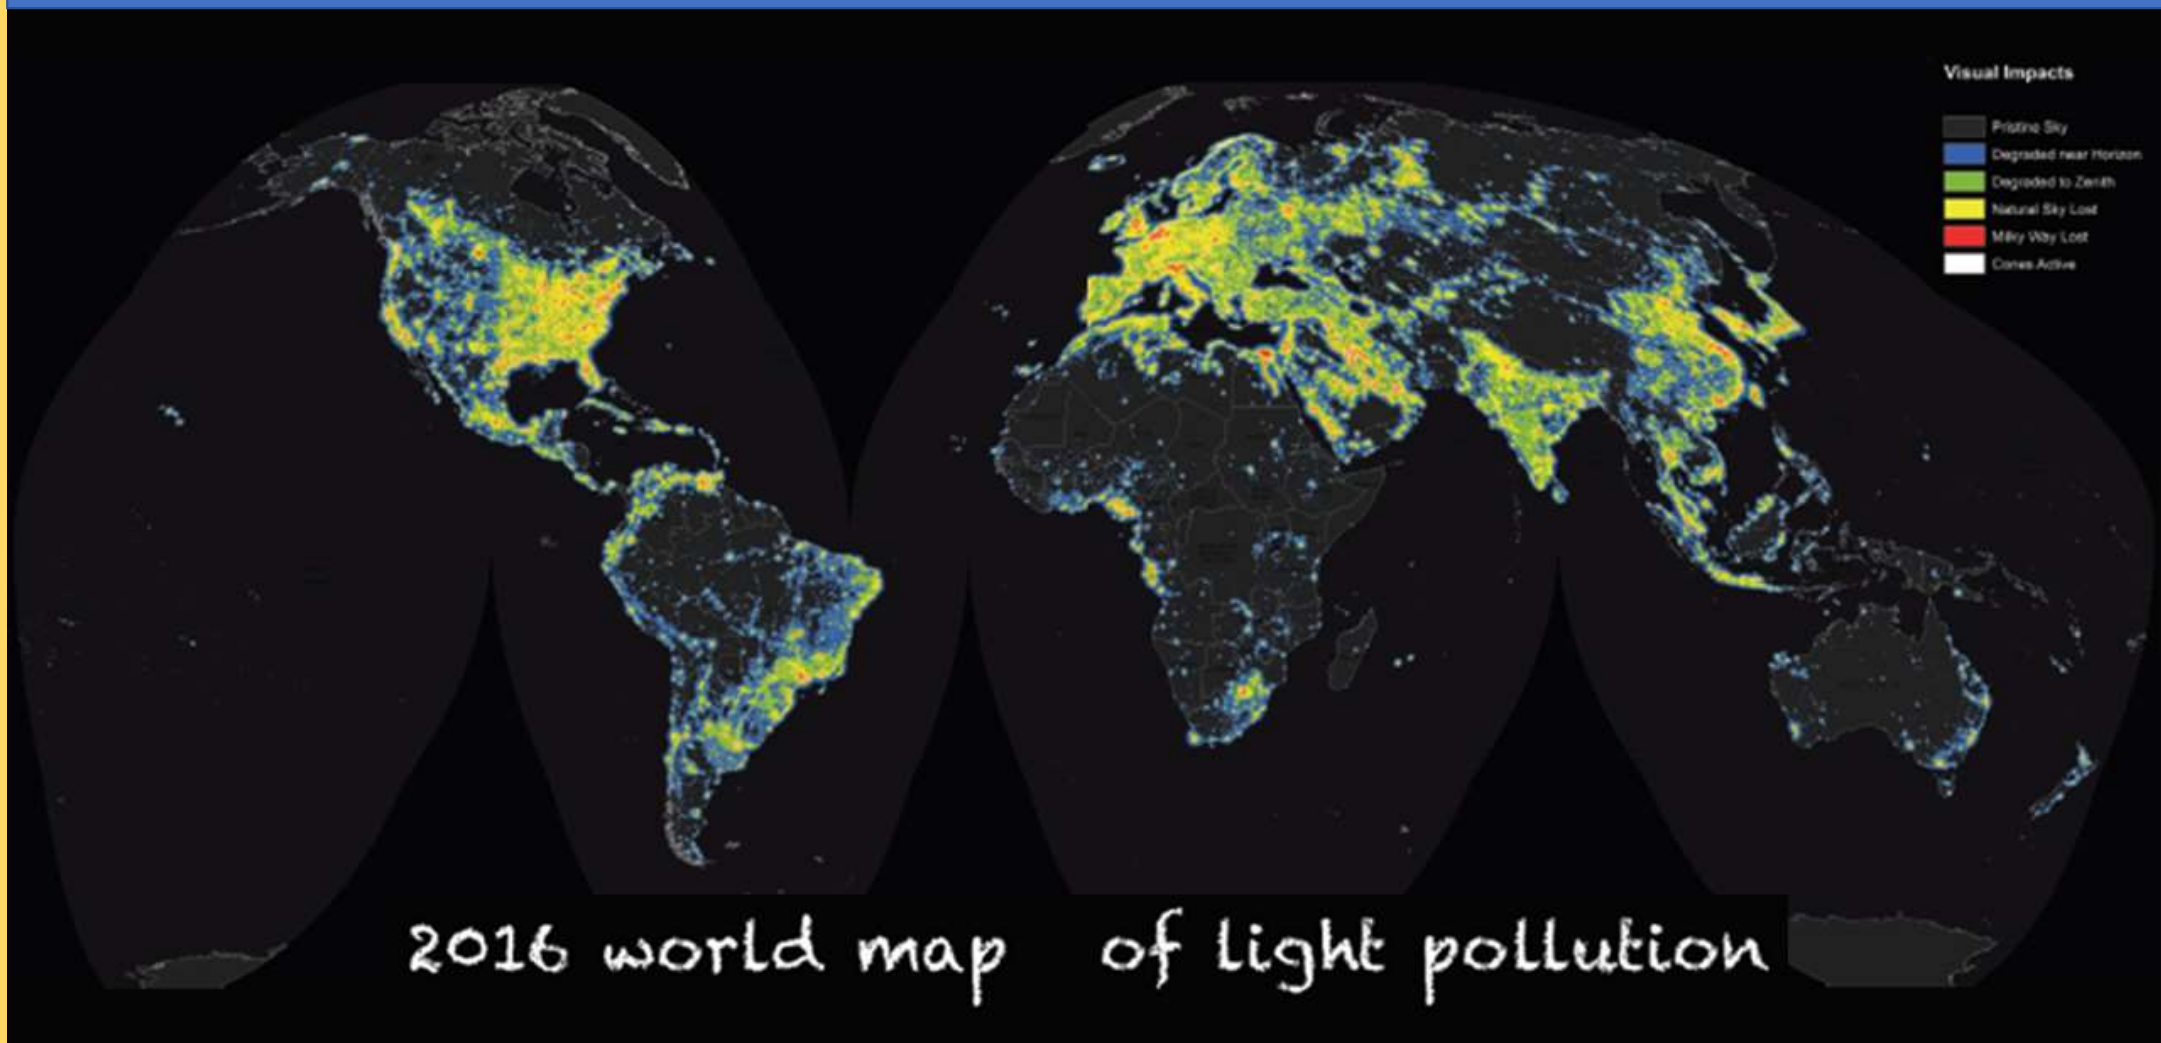 Visual Impacts
Pristine Sky
Degraded near Horizon
Degraded to Zenith
Natural Sky Lost
Milky Way Lost
Cones Active
2016 world map of light pollution